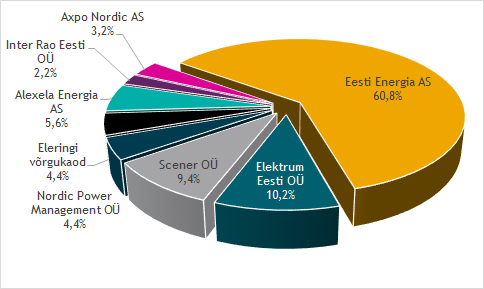 Axpo Nordic AS
3,2%
Inter Rao Eesti
OÜ
2,2%
Alexela Energia
AS
5,6%
Eleringi
võrgukaod
4,4%
Nordic Power
Management OÜ
4,4%
Scener OÜ
9,4%
Elektrum
Eesti OÜ
10,2%
Eesti Energia AS
60,8%